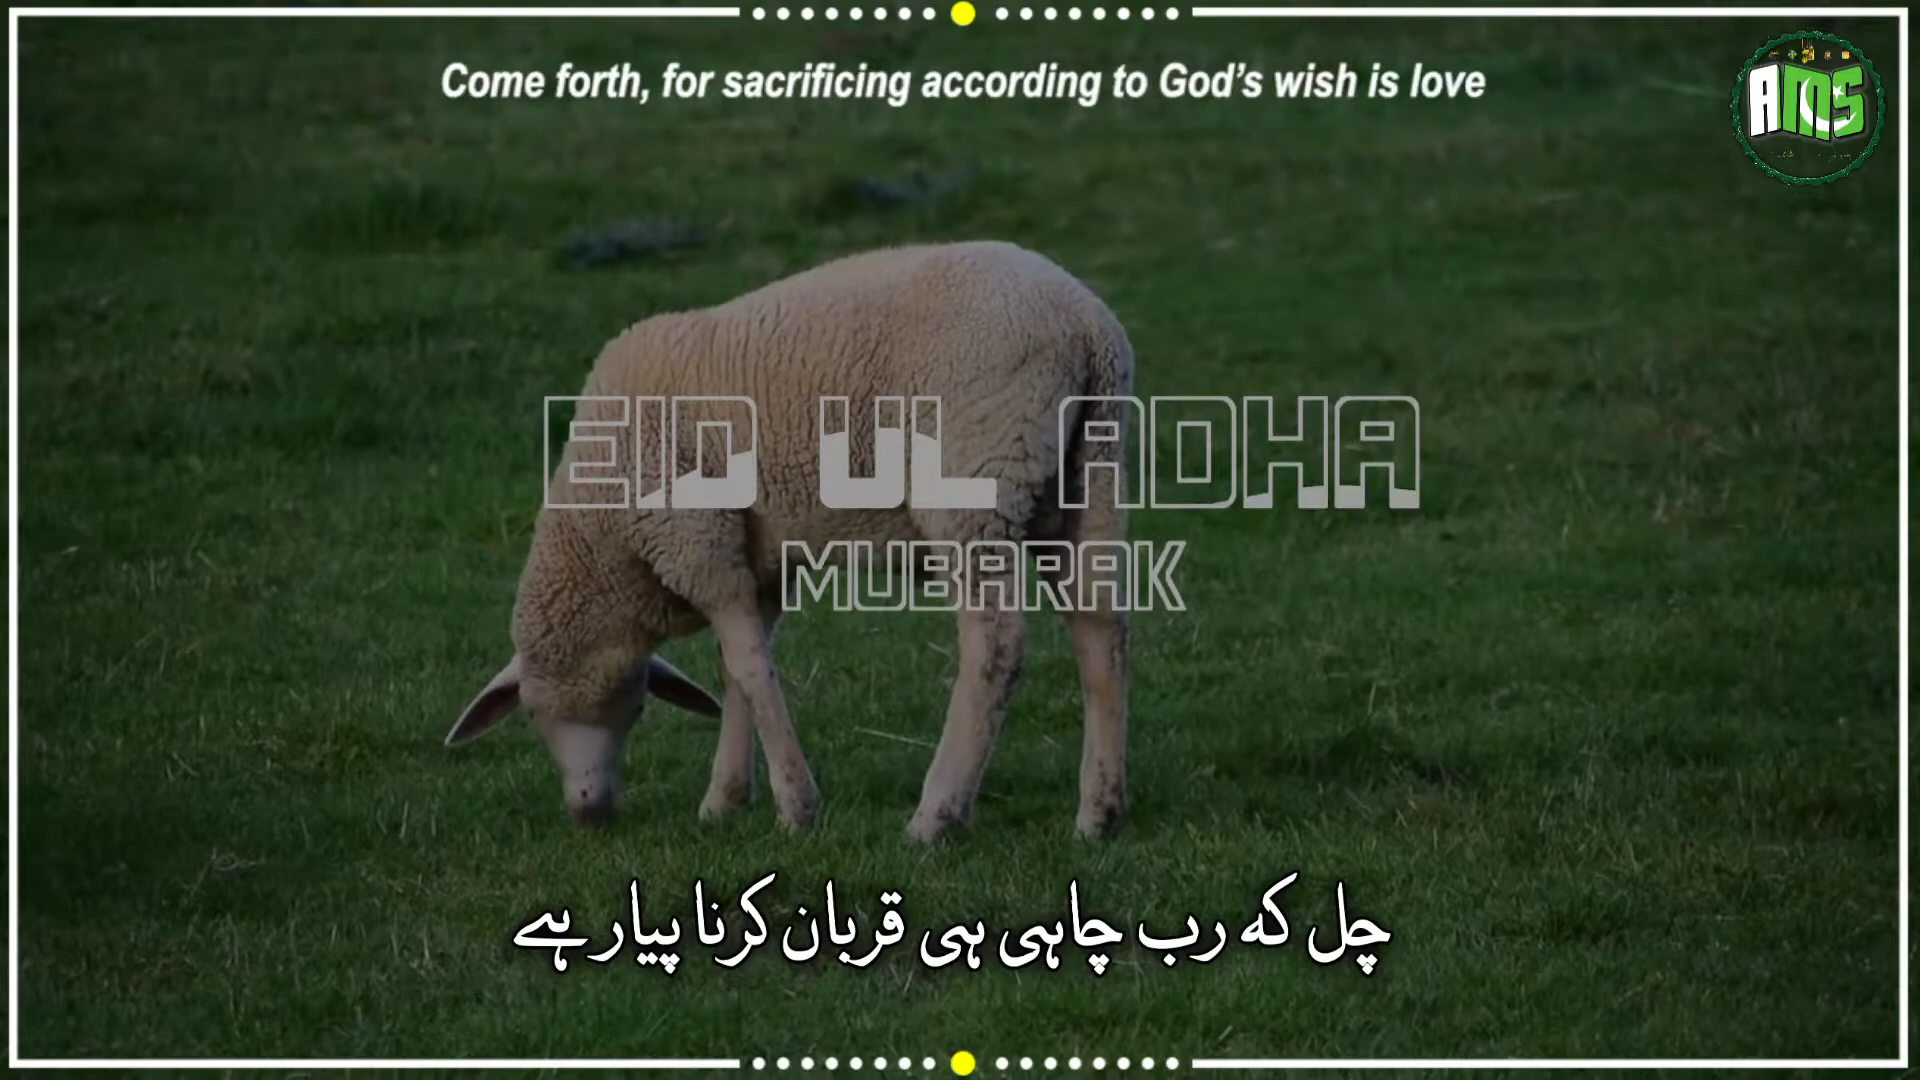 Come forth, for sacrificing according to God’s wish is love
AMS
EID UL ADHA
MUBARAK
چل کہ رب چاہی ہی قربان کرنا پیار ہے